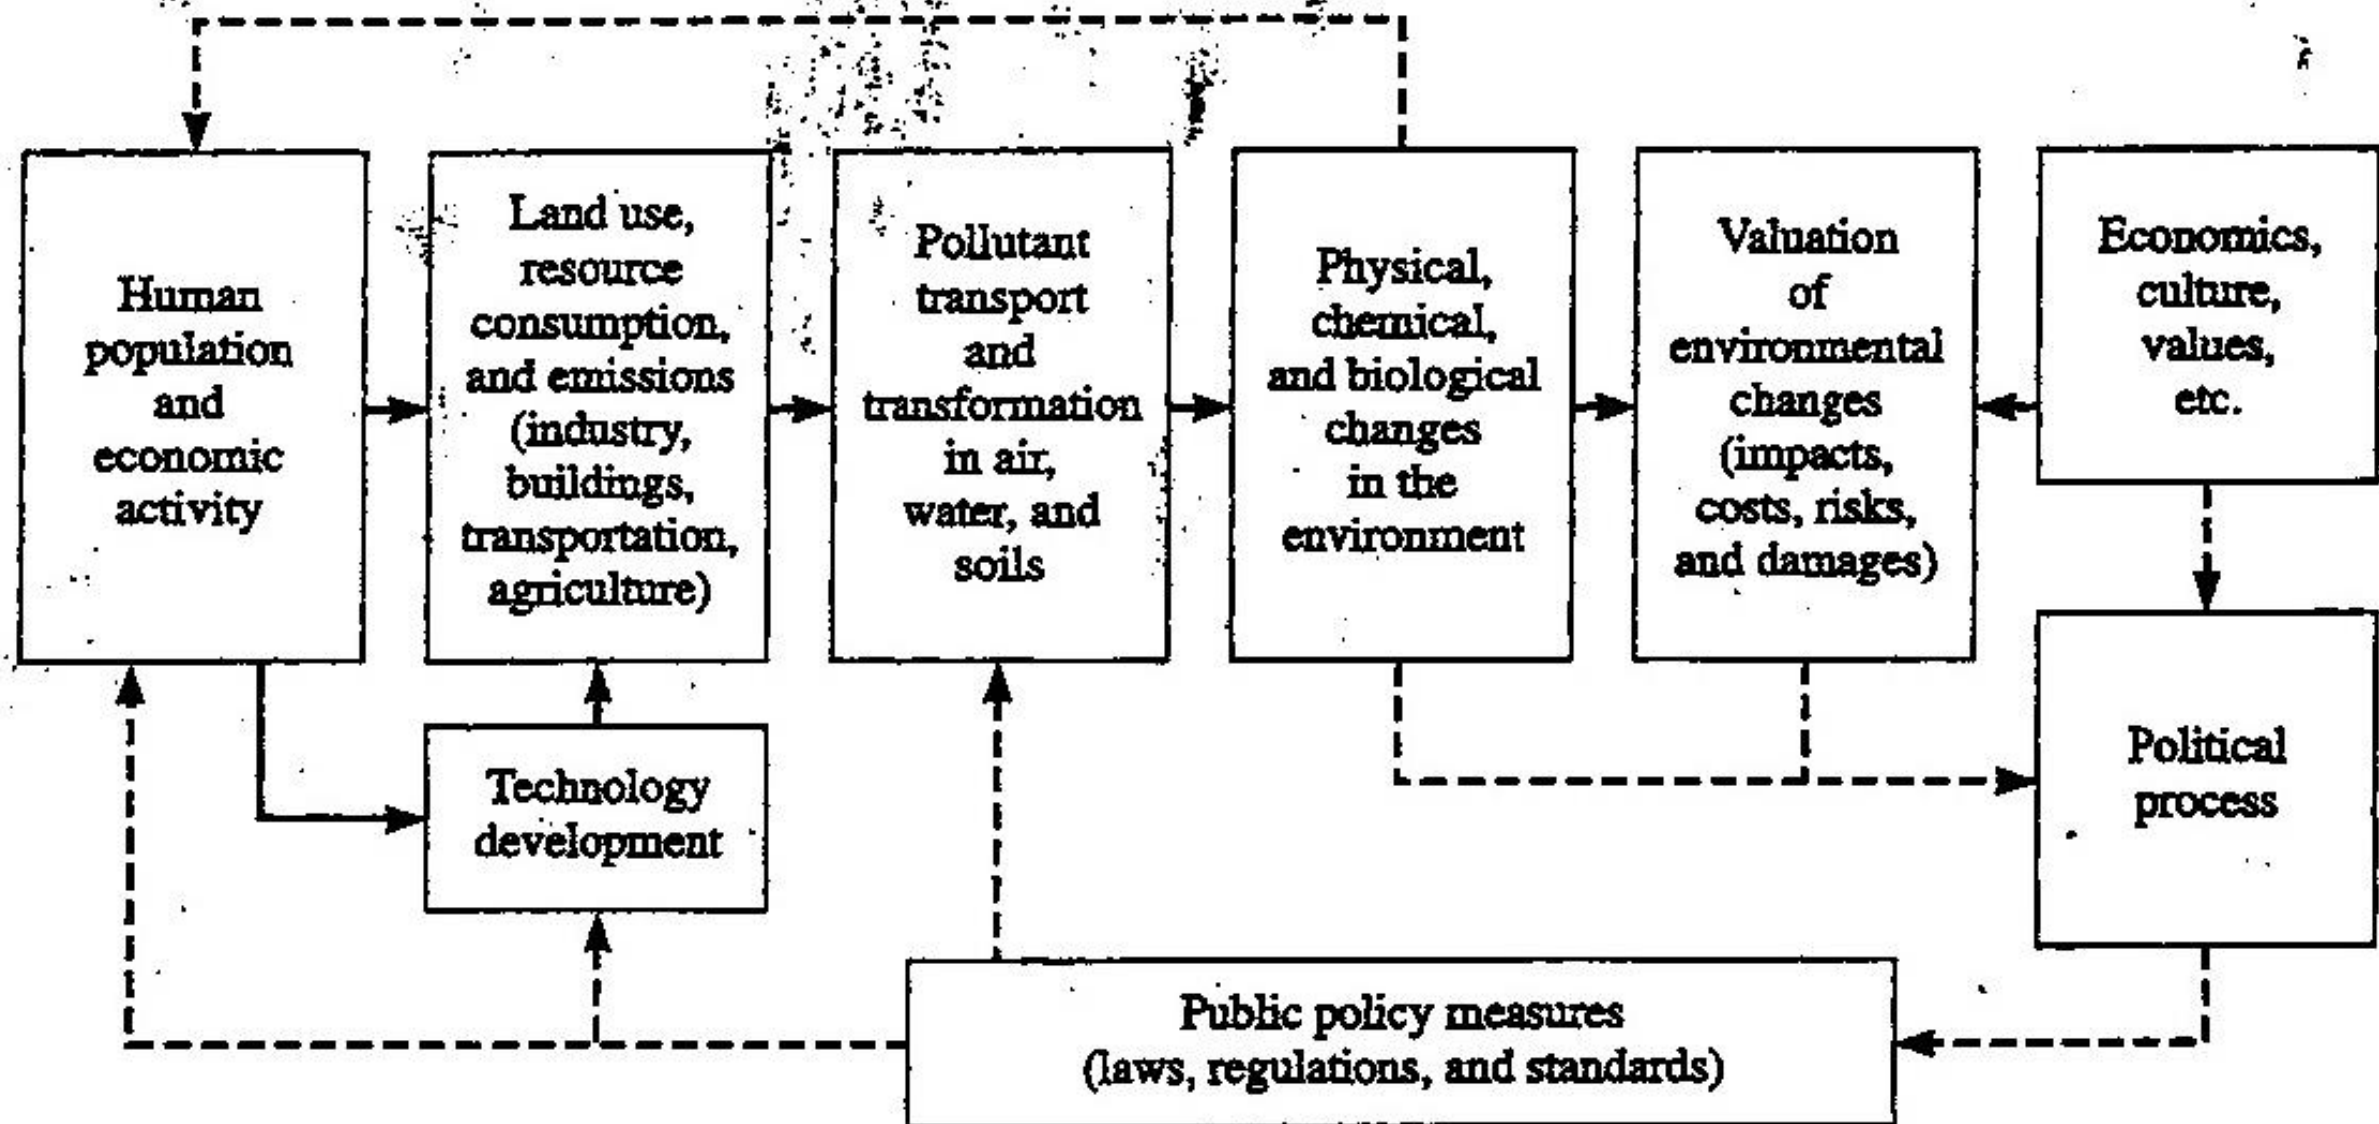 Human
population
and
economic
activity
Land use,
resource
consumption,
and emissions
(industry,
buildings,
transportation,
agriculture)
Pollutant
transport
and
transformation
in air,
water, and
soils
Physical,
chemical,
and biological
changes
in the
environment
Valuation
of
environmental
changes
(impacts,
costs, risks,
and damages)
Economics,
culture,
values,
etc.
Technology
development
Political
process
Public policy measures
(laws, regulations, and standards)